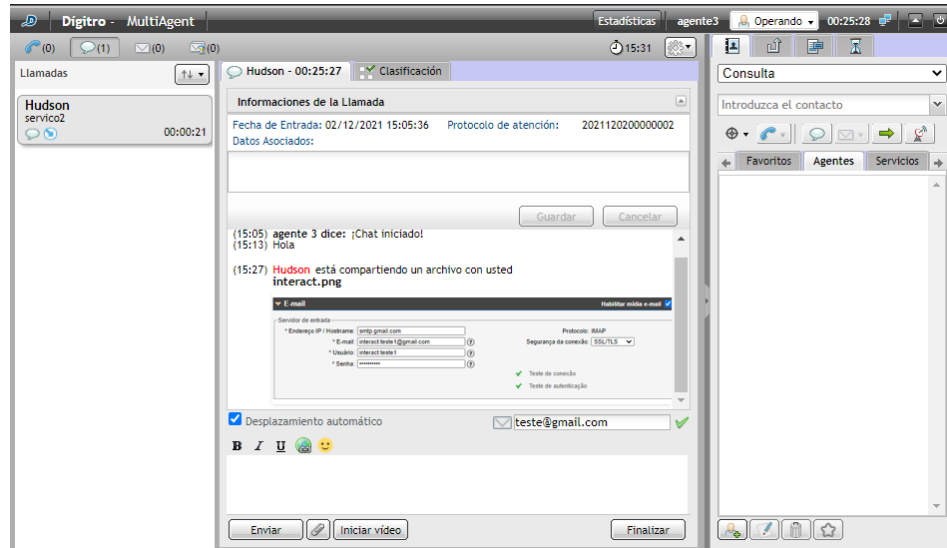 Dígitro - MultiAgent Estadísticas agente3 Operando 00:25:28
(0) (1) (0) (0) 15:31
Llamadas
Hudson
servico2
00:00:21
Hudson - 00:25:27 Clasificación
Informaciones de la Llamada
Fecha de Entrada: 02/12/2021 15:05:36 Protocolo de atención: 2021120200000002
Datos Asociados:
Guardar Cancelar
(15:05) agente 3 dice: ¡Chat iniciado!
(15:13) Hola
(15:27) Hudson está compartiendo un archivo con usted
interact.png
E-mail Habilitar mídia e-mail
Servidor de entrada
* Endereço IP / Hostname: smtp.gmail.com Protocolo: IMAP
* E-mail: interact.teste1@gmail.com Segurança da conexão: SSL/TLS
* Usuário: interact.teste1
* Senha: **********
Teste de conexão
Teste de autenticação
Desplazamiento automático teste@gmail.com
B I U
Enviar Iniciar vídeo Finalizar
Consulta
Introduzca el contacto
Favoritos Agentes Servicios